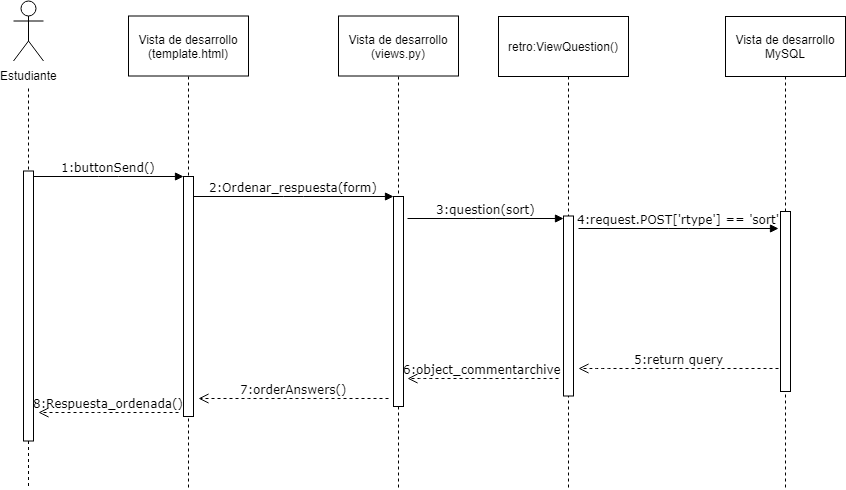 Estudiante
Vista de desarrollo
(template.html)
Vista de desarrollo
(views.py)
retro:ViewQuestion()
Vista de desarrollo
MySQL
1:buttonSend()
2:Ordenar_respuesta(form)
3:question(sort)
4:request.POST['rtype'] == 'sort'
5:return query
6:object_commentarchive
7:orderAnswers()
8:Respuesta_ordenada()